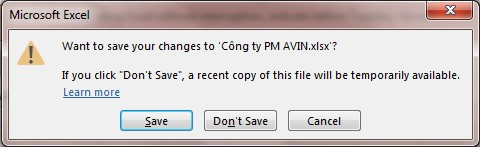 Microsoft Excel
Want to save your changes to 'Công ty PM AVIN.xlsx'?
If you click "Don't Save", a recent copy of this file will be temporarily available.
Learn more
Save
Don't Save
Cancel